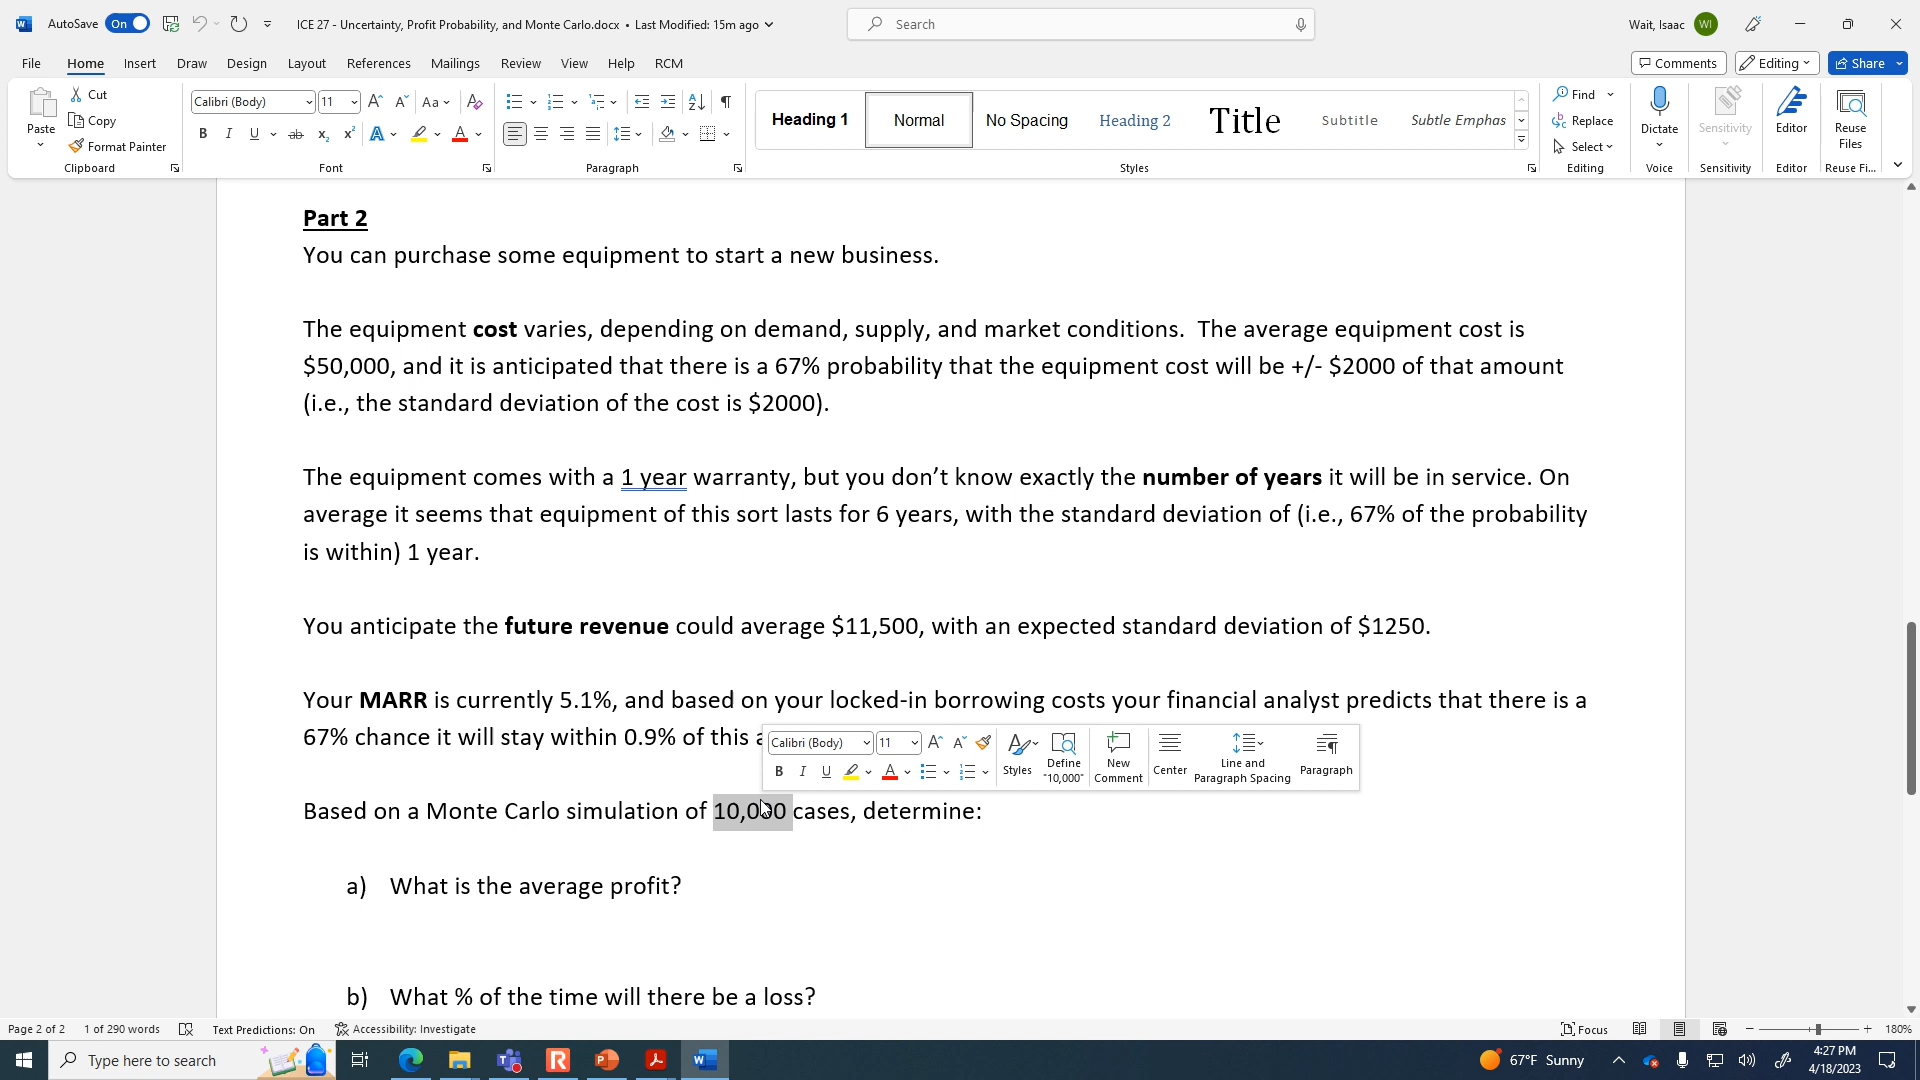 AutoSave On ICE 27 - Uncertainty, Profit Probability, and Monte Carlo.docx • Last Modified: 15m ago Search Wait, Isaac WI
File Home Insert Draw Design Layout References Mailings Review View Help RCM Comments Editing Share
Paste Cut Copy Format Painter Clipboard
Calibri (Body) 11 Aa B I U ab x₂ x² A A Font
Paragraph
Heading 1 Normal No Spacing Heading 2 Title Subtitle Subtle Emphas Styles
Find Replace Select Editing
Dictate Voice
Sensitivity Sensitivity
Editor Editor
Reuse Files Reuse Fi...
Part 2
You can purchase some equipment to start a new business.
The equipment cost varies, depending on demand, supply, and market conditions. The average equipment cost is
$50,000, and it is anticipated that there is a 67% probability that the equipment cost will be +/- $2000 of that amount
(i.e., the standard deviation of the cost is $2000).
The equipment comes with a 1 year warranty, but you don’t know exactly the number of years it will be in service. On
average it seems that equipment of this sort lasts for 6 years, with the standard deviation of (i.e., 67% of the probability
is within) 1 year.
You anticipate the future revenue could average $11,500, with an expected standard deviation of $1250.
Your MARR is currently 5.1%, and based on your locked-in borrowing costs your financial analyst predicts that there is a
67% chance it will stay within 0.9% of this a
Calibri (Body) 11 Styles Define "10,000" New Comment Center Line and Paragraph Spacing Paragraph
B I U A
Based on a Monte Carlo simulation of 10,000 cases, determine:
a) What is the average profit?
b) What % of the time will there be a loss?
Page 2 of 2 1 of 290 words Text Predictions: On Accessibility: Investigate Focus 180%
Type here to search 67°F Sunny 4:27 PM
4/18/2023